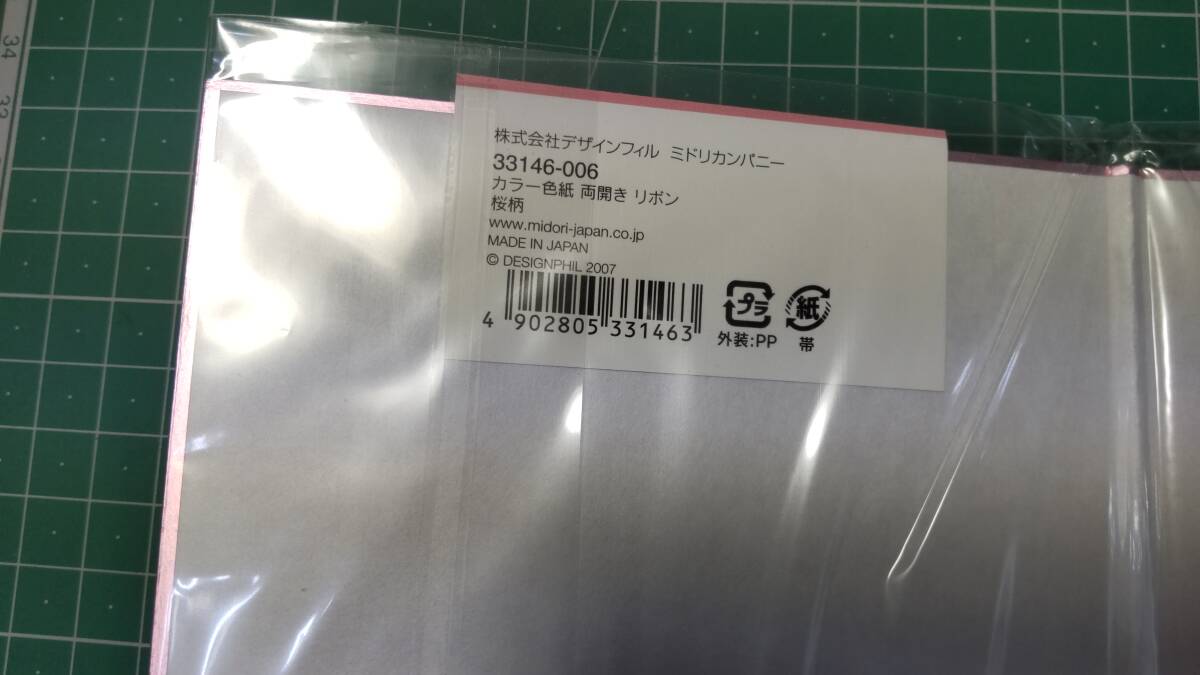 34
株式会社デザインフィル ミドリカンパニー
33146-006
カラー色紙 両開き リボン
桜柄
www.midori-japan.co.jp
MADE IN JAPAN
© DESIGNPHIL 2007
4 902805 331463
プラ
外装:PP
紙
帯